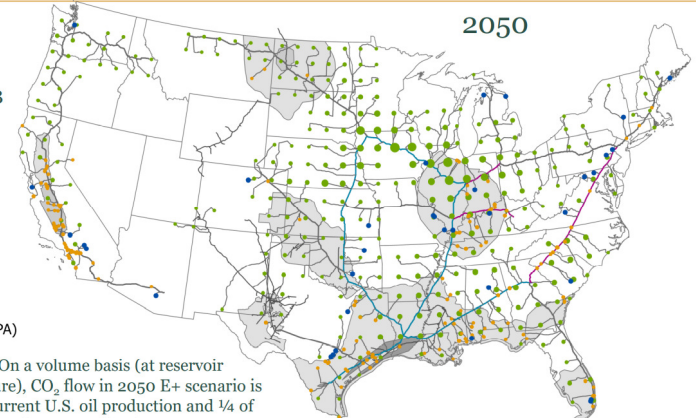 2050
PA)
On a volume basis (at reservoir
re), CO₂ flow in 2050 E+ scenario is
rrent U.S. oil production and ¼ of